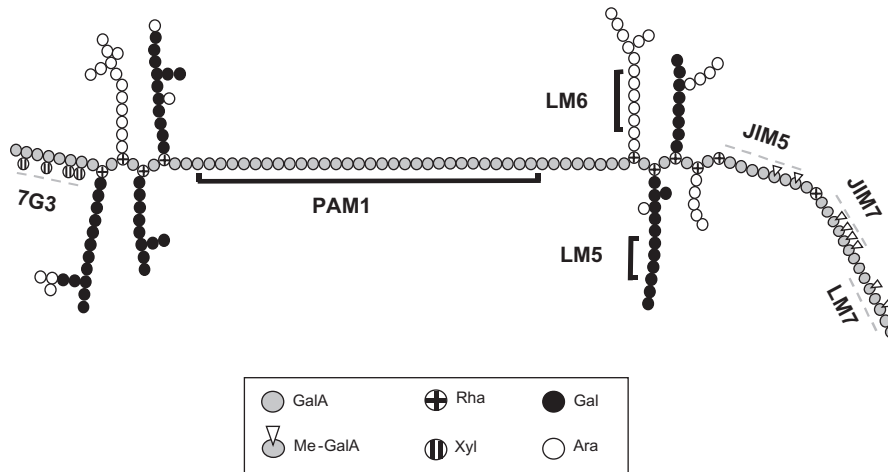 LM6
JIM5
7G3
PAM1
JIM7
LM5
LM7
GalA
Rha
Gal
Me-GalA
Xyl
Ara